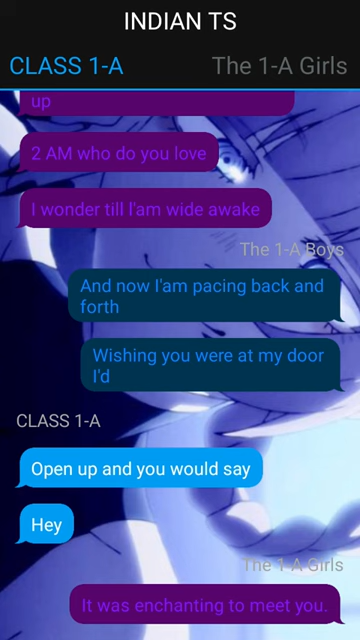 INDIAN TS
CLASS 1-A
The 1-A Girls
up
2 AM who do you love
I wonder till I'am wide awake
The 1-A Boys
And now I'am pacing back and
forth
Wishing you were at my door
I'd
CLASS 1-A
Open up and you would say
Hey
The 1-A Girls
It was enchanting to meet you.